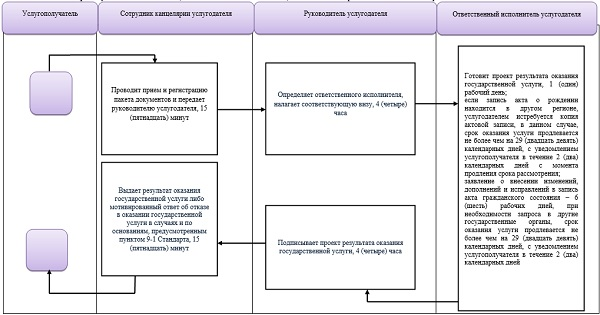 Услугополучатель
Сотрудник канцелярии услугодателя
Руководитель услугодателя
Ответственный исполнитель услугодателя
Проводит прием и регистрацию
пакета документов и передает
руководителю услугодателя, 15
(пятнадцать) минут
Определяет ответственного исполнителя,
налагает соответствующую визу, 4 (четыре)
часа
Готовит проект результата оказания
государственной услуги, 1 (один)
рабочий день;
если запись акта о рождении
находится в другом регионе,
услугодателем истребуется копия
актовой записи, в данном случае,
срок оказания услуги продлевается
не более чем на 29 (двадцать девять)
календарных дней, с уведомлением
услугополучателя в течение 2 (два)
календарных дней с момента
продления срока рассмотрения;
заявление о внесении изменений,
дополнений и исправлений в запись
акта гражданского состояния – 6
(шесть) рабочих дней, при
необходимости запроса в другие
государственные органы, срок
оказания услуги продлевается не
более чем на 29 (двадцать девять)
календарных дней, с уведомлением
услугополучателя в течение 2 (два)
календарных дней
Подписывает проект результата оказания
государственной услуги, 4 (четыре) часа
Выдает результат оказания
государственной услуги либо
мотивированный ответ об отказе
в оказании государственной
услуги в случаях и по
основаниям, предусмотренным
пунктом 9-1 Стандарта, 15
(пятнадцать) минут